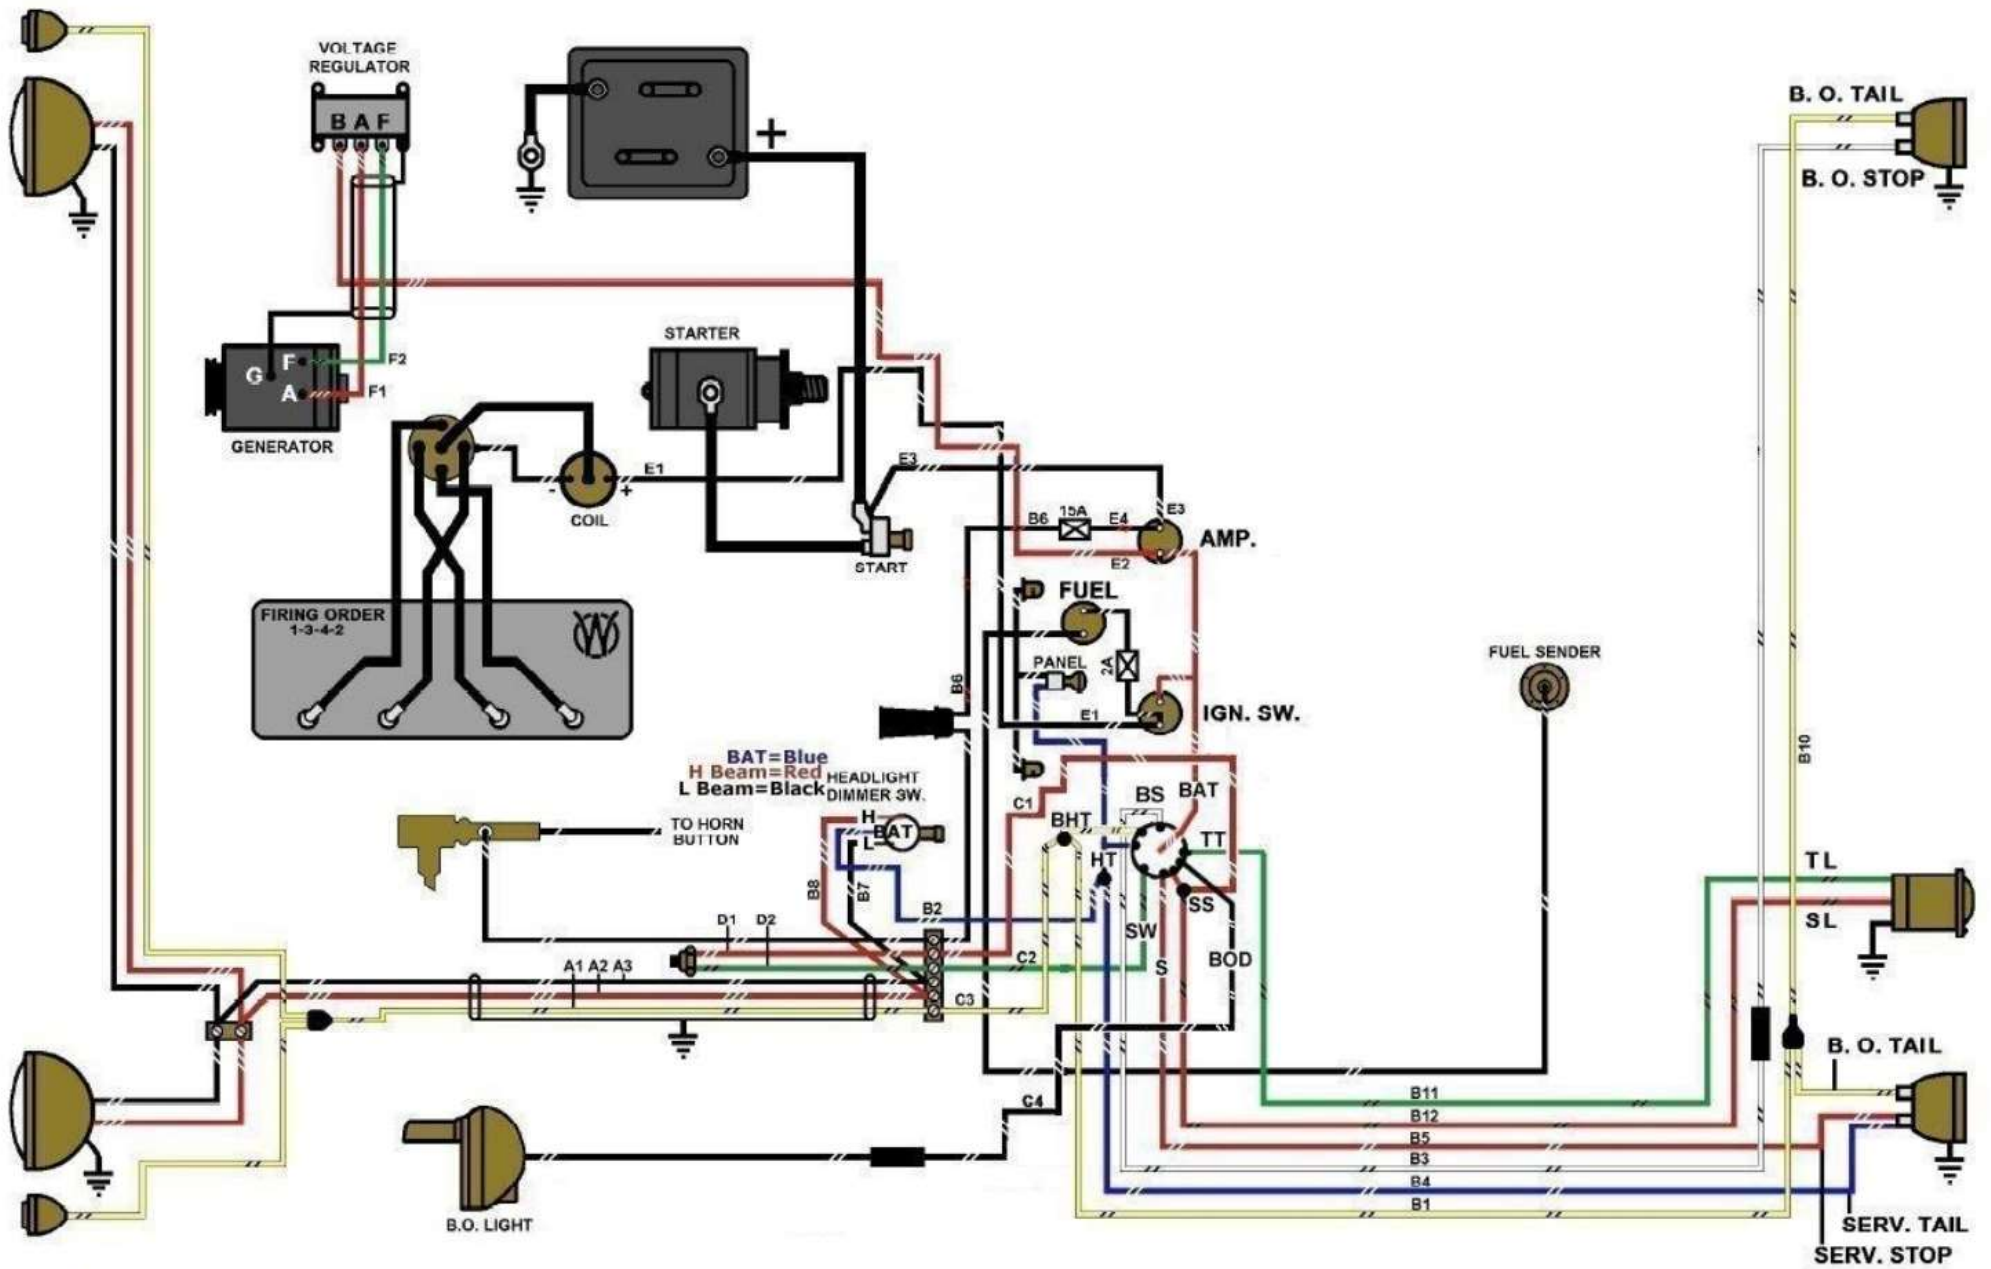 VOLTAGE
REGULATOR
B A F
+
B. O. TAIL
B. O. STOP
G
F
A
F2
F1
GENERATOR
STARTER
E1
-
+
COIL
E3
START
B6
15A
E4
E3
AMP.
E2
FUEL
PANEL
2A
E1
IGN. SW.
B6
FIRING ORDER
1-3-4-2
W
FUEL SENDER
B10
BAT=Blue
H Beam=Red
L Beam=Black
HEADLIGHT
DIMMER SW.
H
BAT
L
TO HORN
BUTTON
B8
B7
C1
BS
BAT
BHT
TT
HT
SS
SW
S
BOD
B2
D1
D2
C2
A1
A2
A3
C3
C4
TL
SL
B. O. TAIL
B11
B12
B5
B3
B4
B1
SERV. TAIL
SERV. STOP
B.O. LIGHT